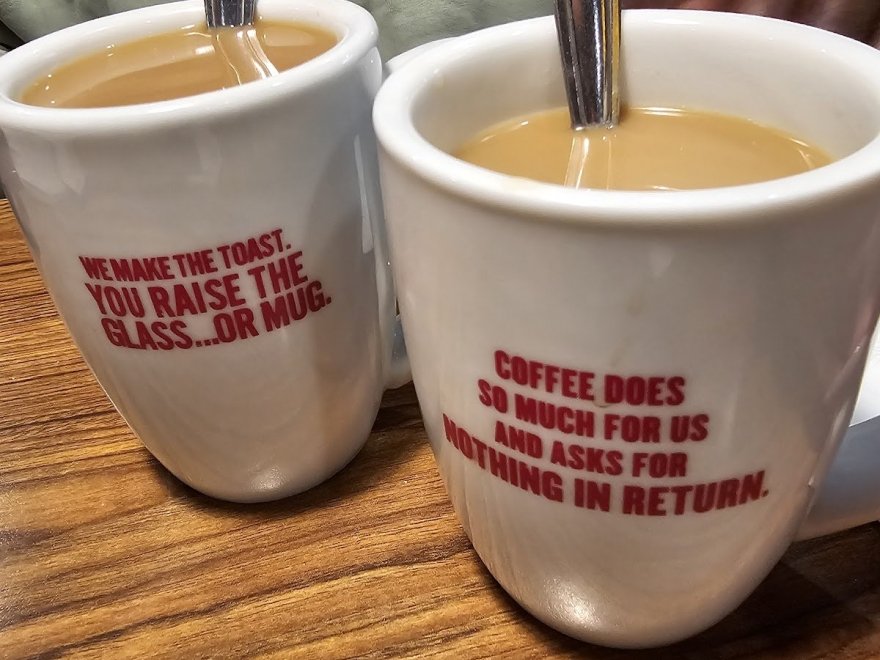 WE MAKE THE TOAST.
YOU RAISE THE
GLASS...OR MUG.
COFFEE DOES
SO MUCH FOR US
AND ASKS FOR
NOTHING IN RETURN.